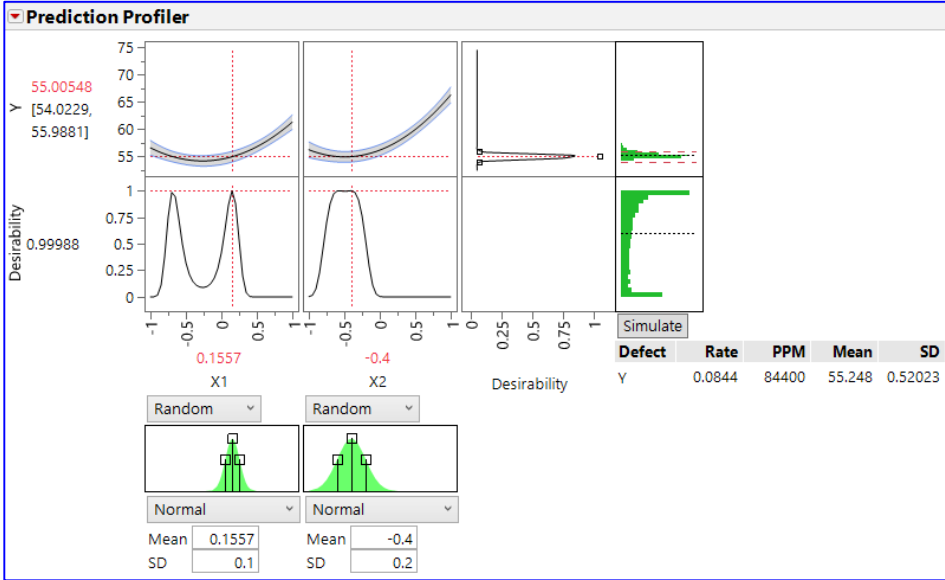 Prediction Profiler
75
70
65
60
55
Y
55.00548
[54.0229,
55.9881]
1
0.75
0.5
0.25
0
Desirability
0.99988
-1 -0.5 0 0.5 1
-1 -0.5 0 0.5 1
0 0.25 0.5 0.75 1
Simulate
0.1557
-0.4
X1
X2
Desirability
Defect Rate PPM Mean SD
Y 0.0844 84400 55.248 0.52023
Random
Random
Normal
Normal
Mean 0.1557
Mean -0.4
SD 0.1
SD 0.2